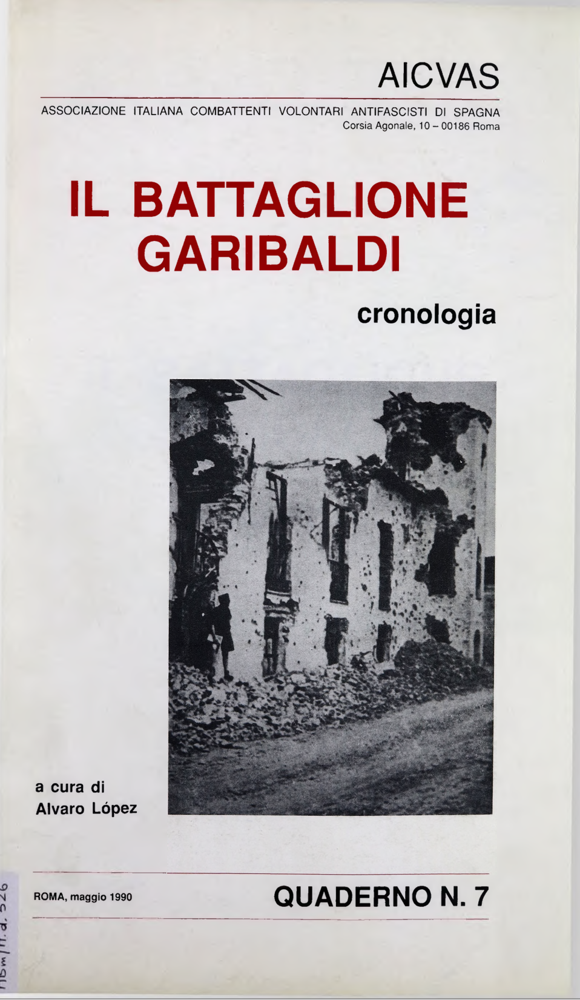 AICVAS
ASSOCIAZIONE ITALIANA COMBATTENTI VOLONTARI ANTIFASCISTI DI SPAGNA
Corsia Agonale, 10 – 00186 Roma
IL BATTAGLIONE
GARIBALDI
cronologia
a cura di
Alvaro López
ROMA, maggio 1990
QUADERNO N. 7
526